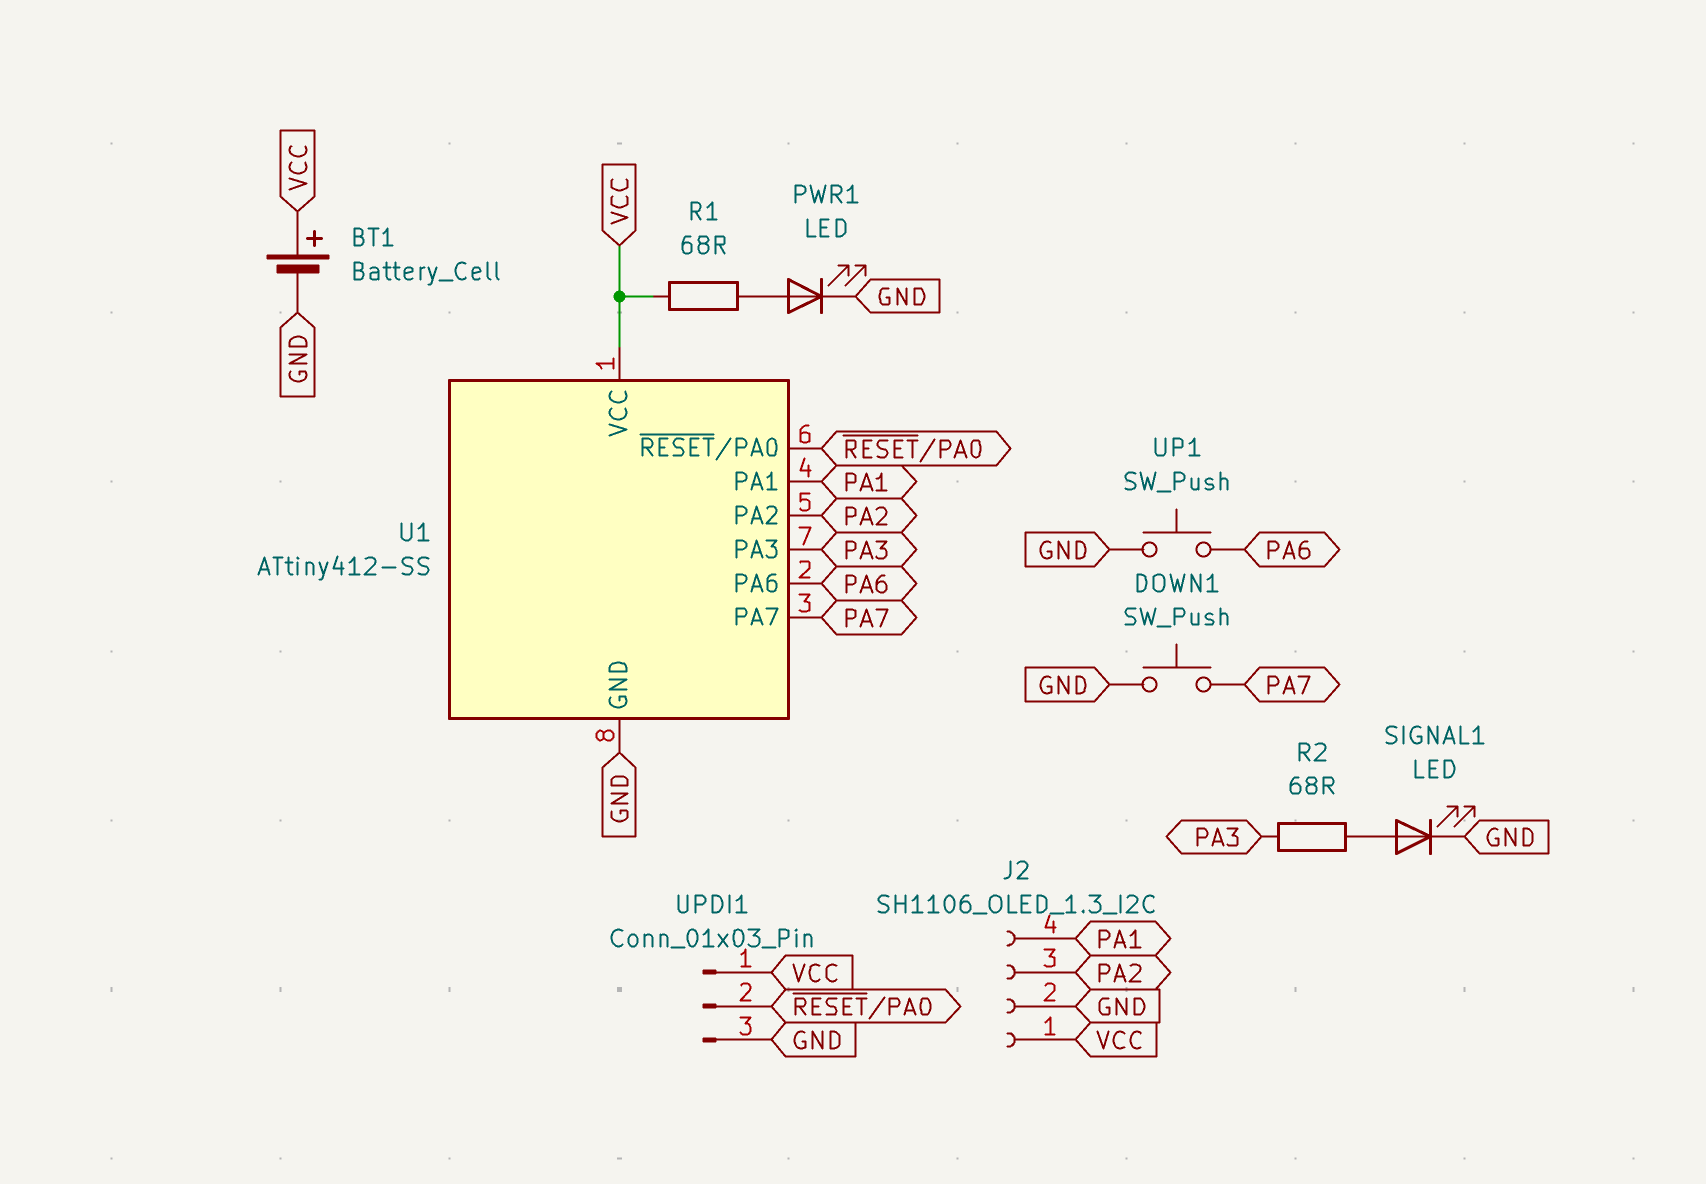 VCC
BT1
Battery_Cell
GND
VCC
R1
68R
PWR1
LED
GND
1
VCC
RESET/PA0
6
RESET/PA0
PA1
4
PA1
PA2
5
PA2
PA3
7
PA3
PA6
2
PA6
PA7
3
PA7
U1
ATtiny412-SS
GND
8
GND
UP1
SW_Push
GND
PA6
DOWN1
SW_Push
GND
PA7
SIGNAL1
LED
R2
68R
PA3
GND
UPDI1
Conn_01x03_Pin
1
VCC
2
RESET/PA0
3
GND
J2
SH1106_OLED_1.3_I2C
4
PA1
3
PA2
2
GND
1
VCC